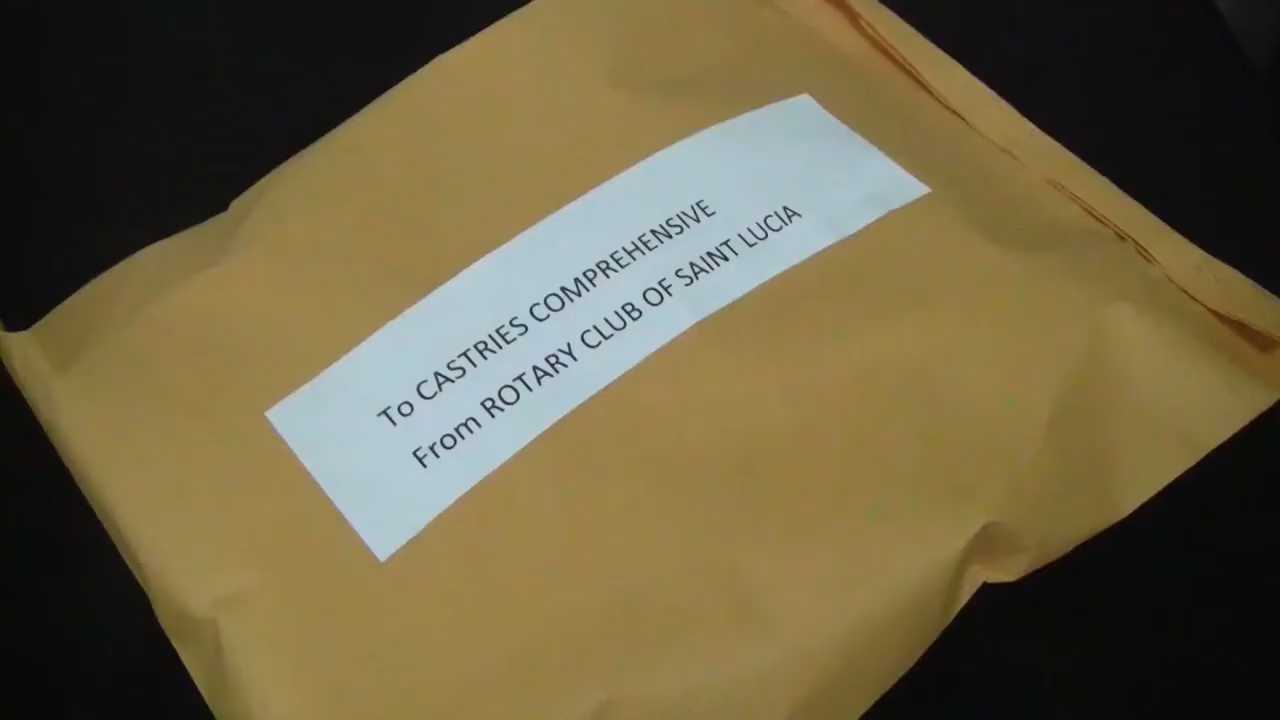 To CASTRIES COMPREHENSIVE
From ROTARY CLUB OF SAINT LUCIA